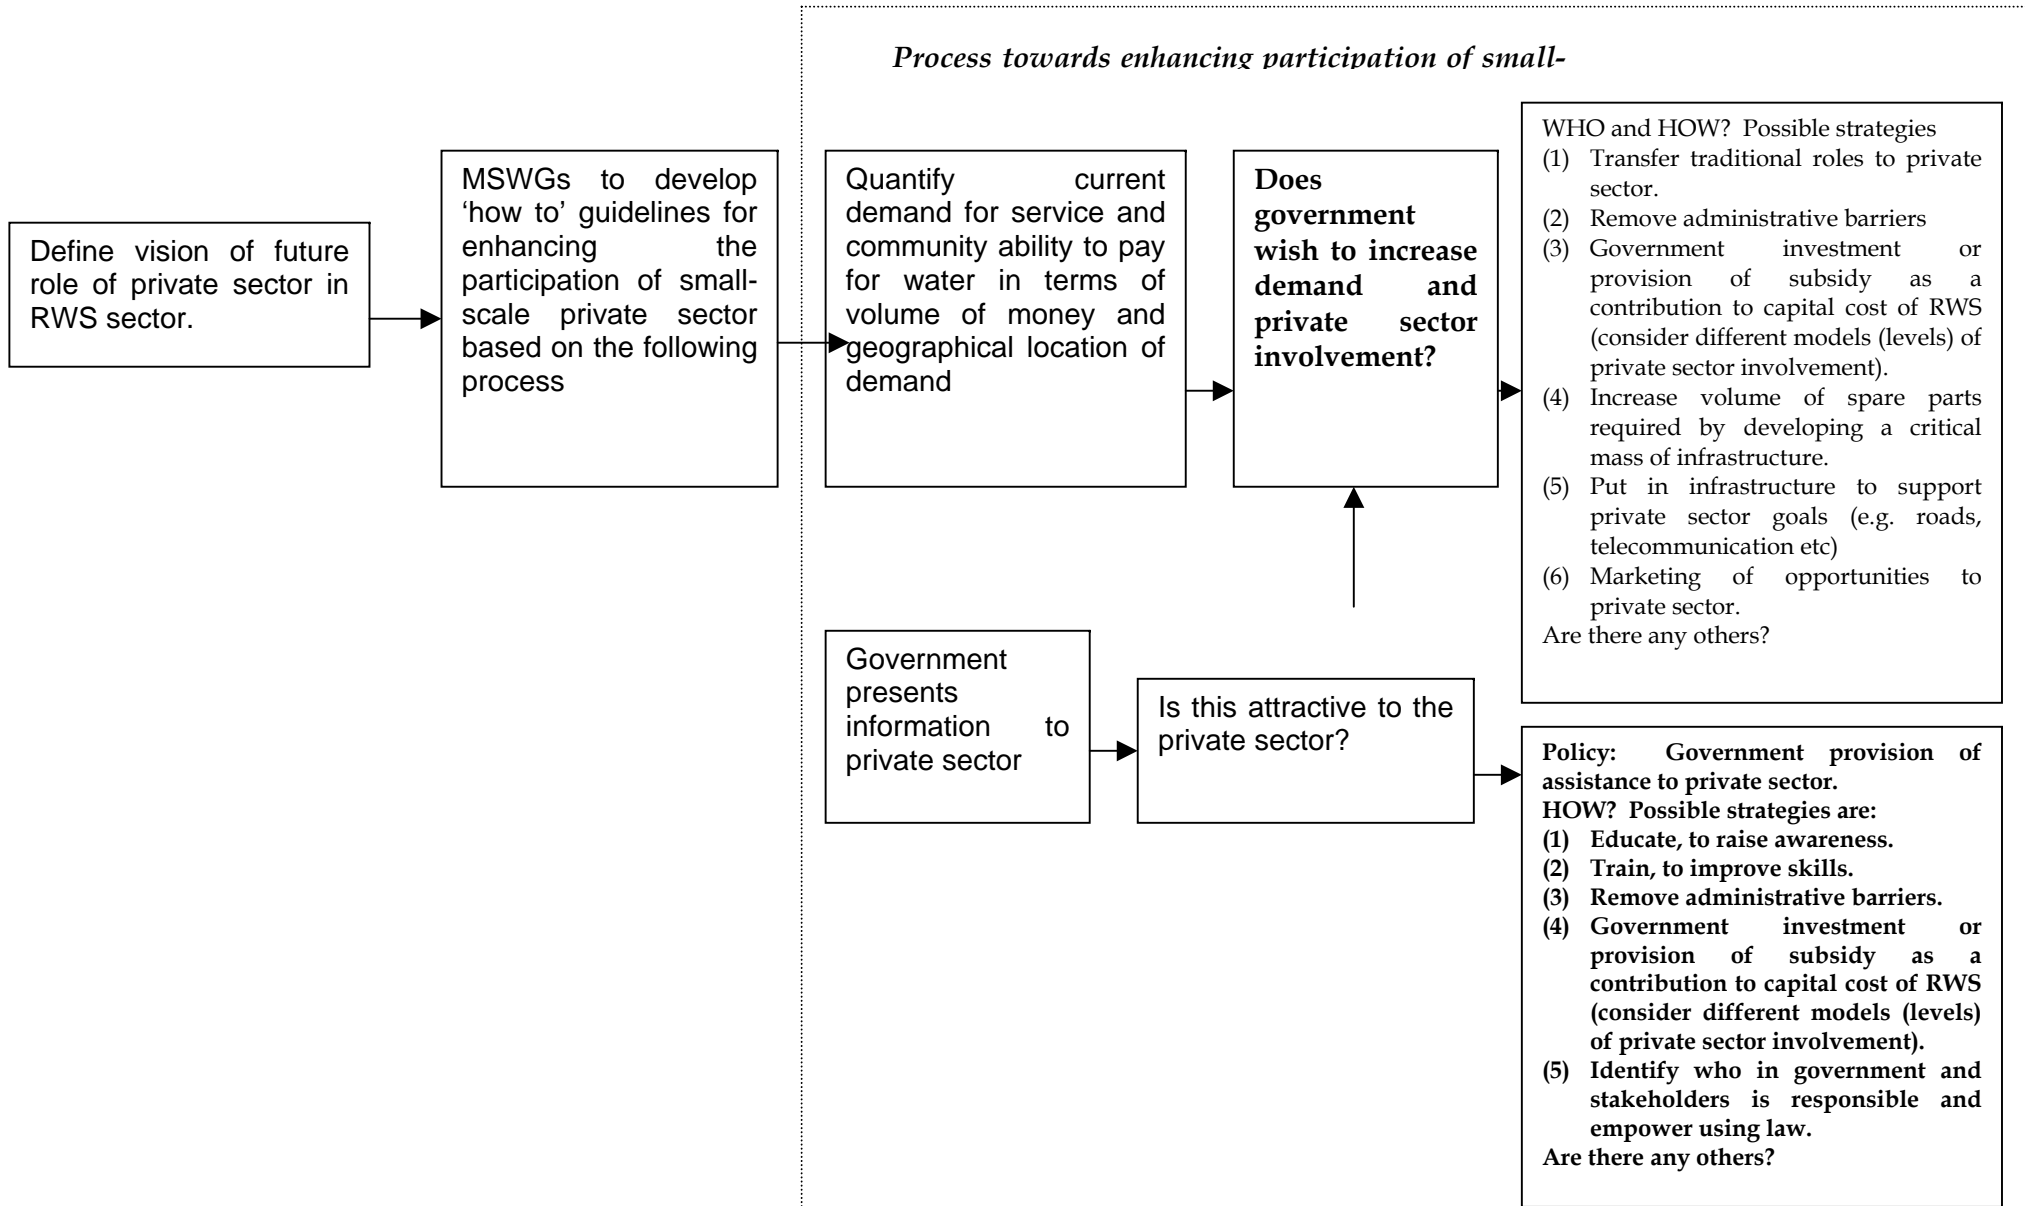 Process towards enhancing participation of small-
Define vision of future
role of private sector in
RWS sector.
MSWGs to develop
‘how to’ guidelines for
enhancing the
participation of small-
scale private sector
based on the following
process
Quantify current
demand for service and
community ability to pay
for water in terms of
volume of money and
geographical location of
demand
Does
government
wish to increase
demand and
private sector
involvement?
WHO and HOW? Possible strategies
(1) Transfer traditional roles to private
sector.
(2) Remove administrative barriers
(3) Government investment or
provision of subsidy as a
contribution to capital cost of RWS
(consider different models (levels) of
private sector involvement).
(4) Increase volume of spare parts
required by developing a critical
mass of infrastructure.
(5) Put in infrastructure to support
private sector goals (e.g. roads,
telecommunication etc)
(6) Marketing of opportunities to
private sector.
Are there any others?
Government
presents
information to
private sector
Is this attractive to the
private sector?
Policy: Government provision of
assistance to private sector.
HOW? Possible strategies are:
(1) Educate, to raise awareness.
(2) Train, to improve skills.
(3) Remove administrative barriers.
(4) Government investment or
provision of subsidy as a
contribution to capital cost of RWS
(consider different models (levels)
of private sector involvement).
(5) Identify who in government and
stakeholders is responsible and
empower using law.
Are there any others?